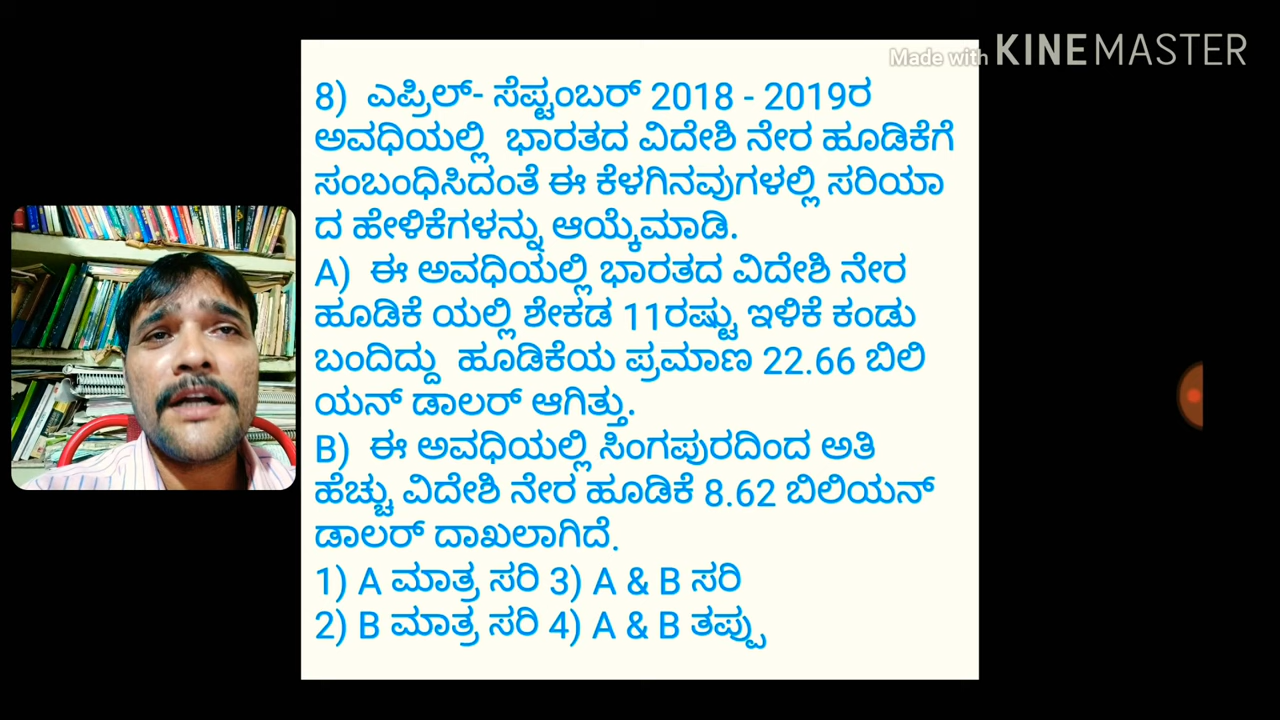 Made with KINEMASTER
8) ಎಪ್ರಿಲ್- ಸೆಪ್ಟಂಬರ್ 2018 - 2019ರ
ಅವಧಿಯಲ್ಲಿ ಭಾರತದ ವಿದೇಶಿ ನೇರ ಹೂಡಿಕೆಗೆ
ಸಂಬಂಧಿಸಿದಂತೆ ಈ ಕೆಳಗಿನವುಗಳಲ್ಲಿ ಸರಿಯಾ
ದ ಹೇಳಿಕೆಗಳನ್ನು ಆಯ್ಕೆಮಾಡಿ.
A) ಈ ಅವಧಿಯಲ್ಲಿ ಭಾರತದ ವಿದೇಶಿ ನೇರ
ಹೂಡಿಕೆ ಯಲ್ಲಿ ಶೇಕಡ 11ರಷ್ಟು ಇಳಿಕೆ ಕಂಡು
ಬಂದಿದ್ದು ಹೂಡಿಕೆಯ ಪ್ರಮಾಣ 22.66 ಬಿಲಿ
ಯನ್ ಡಾಲರ್ ಆಗಿತ್ತು.
B) ಈ ಅವಧಿಯಲ್ಲಿ ಸಿಂಗಪುರದಿಂದ ಅತಿ
ಹೆಚ್ಚು ವಿದೇಶಿ ನೇರ ಹೂಡಿಕೆ 8.62 ಬಿಲಿಯನ್
ಡಾಲರ್ ದಾಖಲಾಗಿದೆ.
1) A ಮಾತ್ರ ಸರಿ 3) A & B ಸರಿ
2) B ಮಾತ್ರ ಸರಿ 4) A & B ತಪ್ಪು